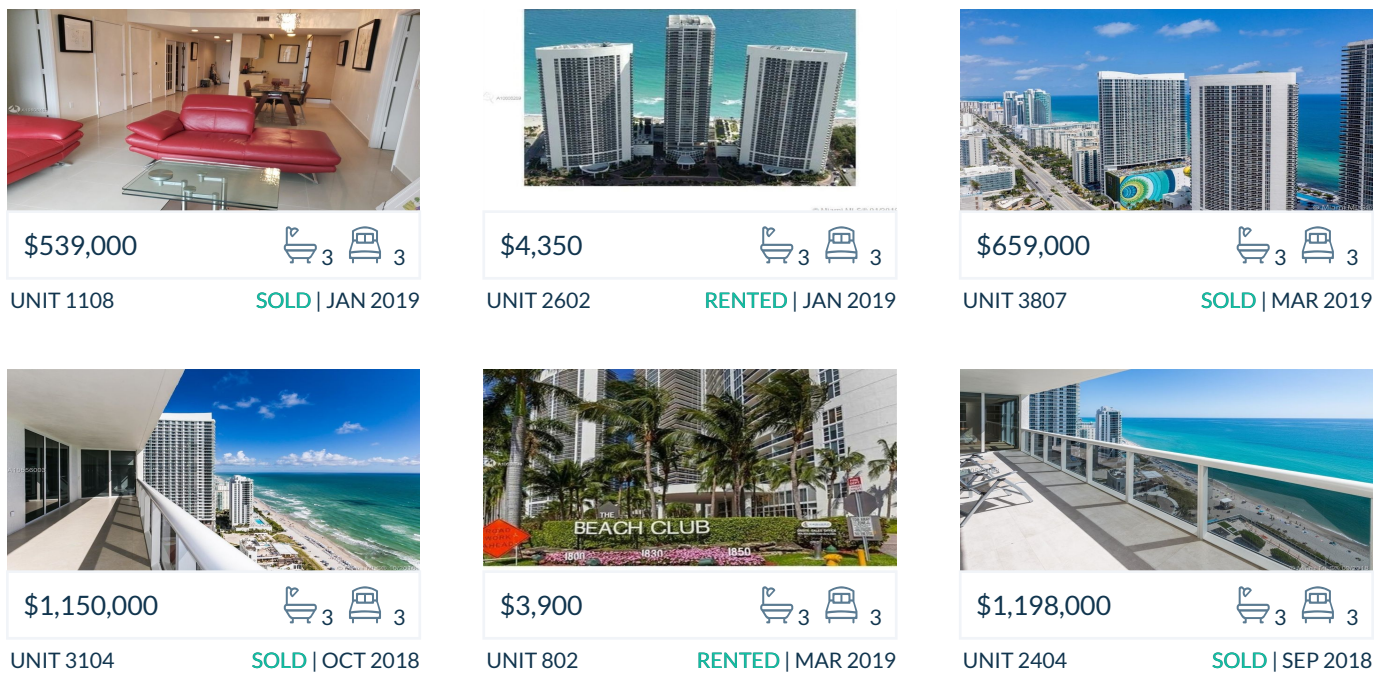 $539,000 3 3
UNIT 1108 SOLD | JAN 2019
$4,350 3 3
UNIT 2602 RENTED | JAN 2019
$659,000 3 3
UNIT 3807 SOLD | MAR 2019
$1,150,000 3 3
UNIT 3104 SOLD | OCT 2018
THE
BEACH CLUB
1800 1830 1850
ROAD
WORK
AHEAD
$3,900 3 3
UNIT 802 RENTED | MAR 2019
$1,198,000 3 3
UNIT 2404 SOLD | SEP 2018